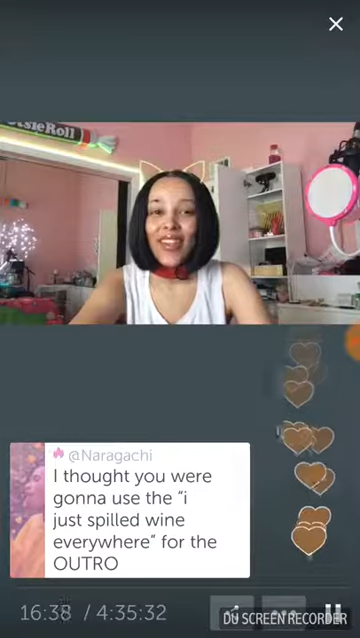 tsieRoll
@Naragachi
I thought you were
gonna use the “i
just spilled wine
everywhere” for the
OUTRO
16:38 / 4:35:32
DU SCREEN RECORDER